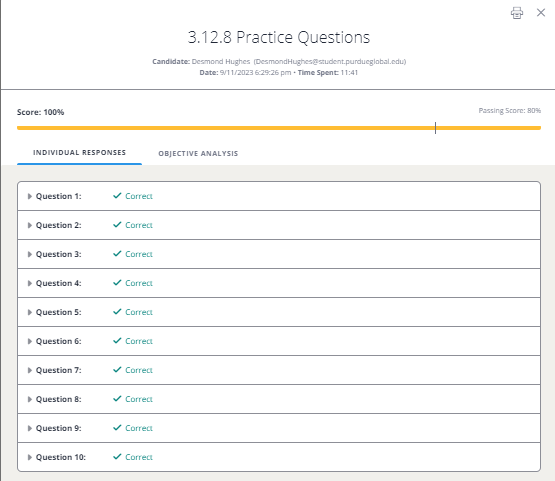 3.12.8 Practice Questions
Candidate: Desmond Hughes (DesmondHughes@student.purdueglobal.edu)
Date: 9/11/2023 6:29:26 pm • Time Spent: 11:41
Score: 100%
Passing Score: 80%
INDIVIDUAL RESPONSES
OBJECTIVE ANALYSIS
Question 1: Correct
Question 2: Correct
Question 3: Correct
Question 4: Correct
Question 5: Correct
Question 6: Correct
Question 7: Correct
Question 8: Correct
Question 9: Correct
Question 10: Correct